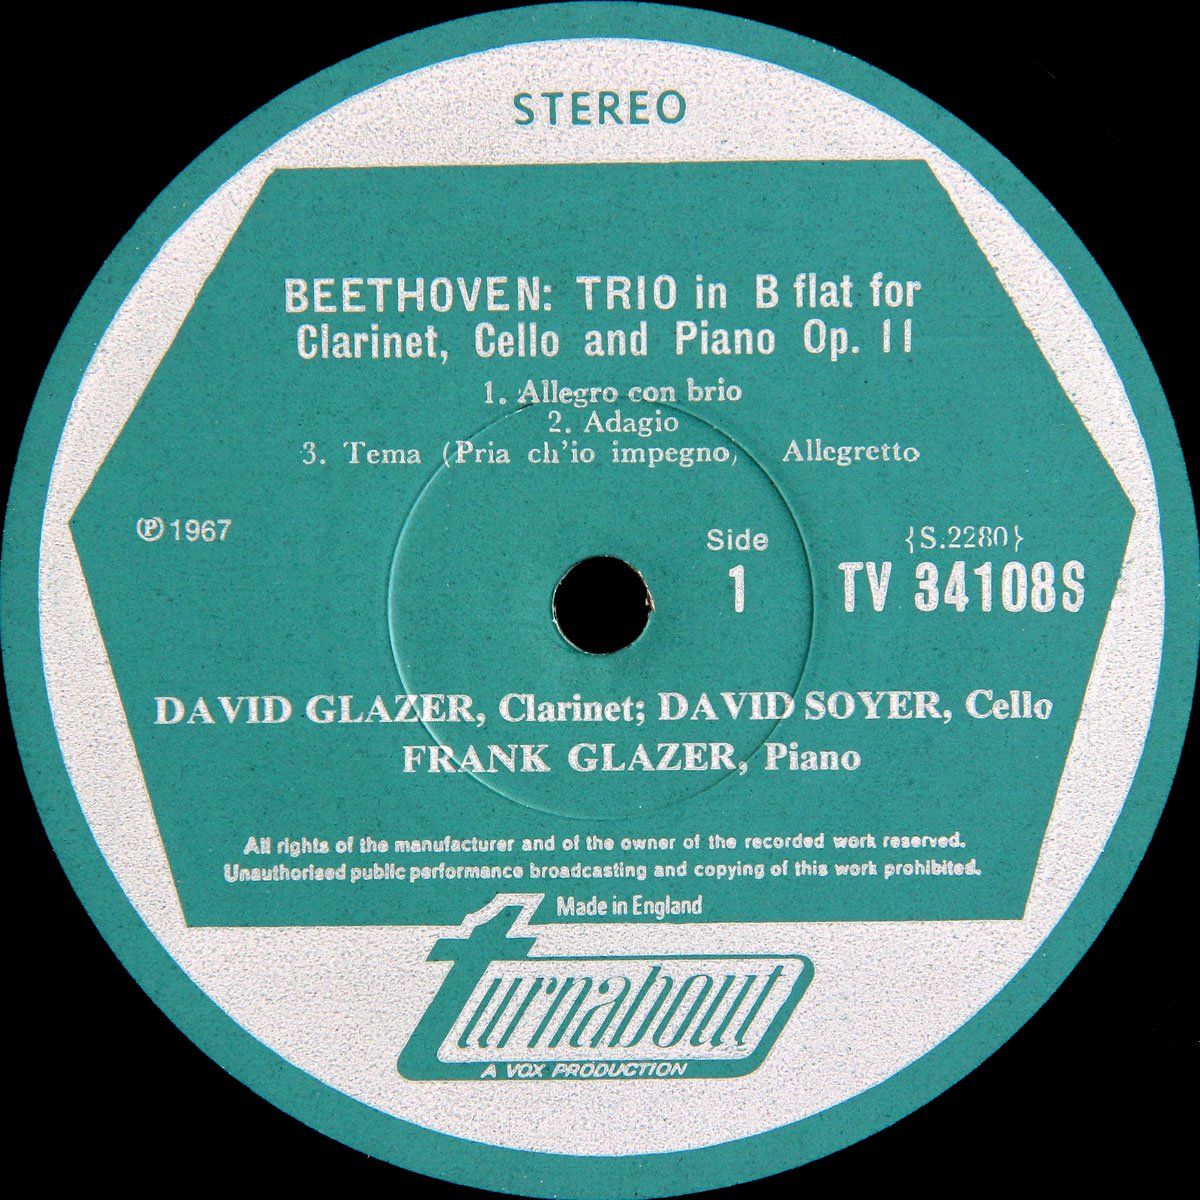 STEREO
BEETHOVEN: TRIO in B flat for
Clarinet, Cello and Piano Op. 11
1. Allegro con brio
2. Adagio
3. Tema (Pria ch'io impegno) Allegretto
℗ 1967
Side
1
{S.2280}
TV 34108S
DAVID GLAZER, Clarinet; DAVID SOYER, Cello
FRANK GLAZER, Piano
All rights of the manufacturer and of the owner of the recorded work reserved.
Unauthorised public performance broadcasting and copying of this work prohibited.
Made in England
turnabout
A VOX PRODUCTION